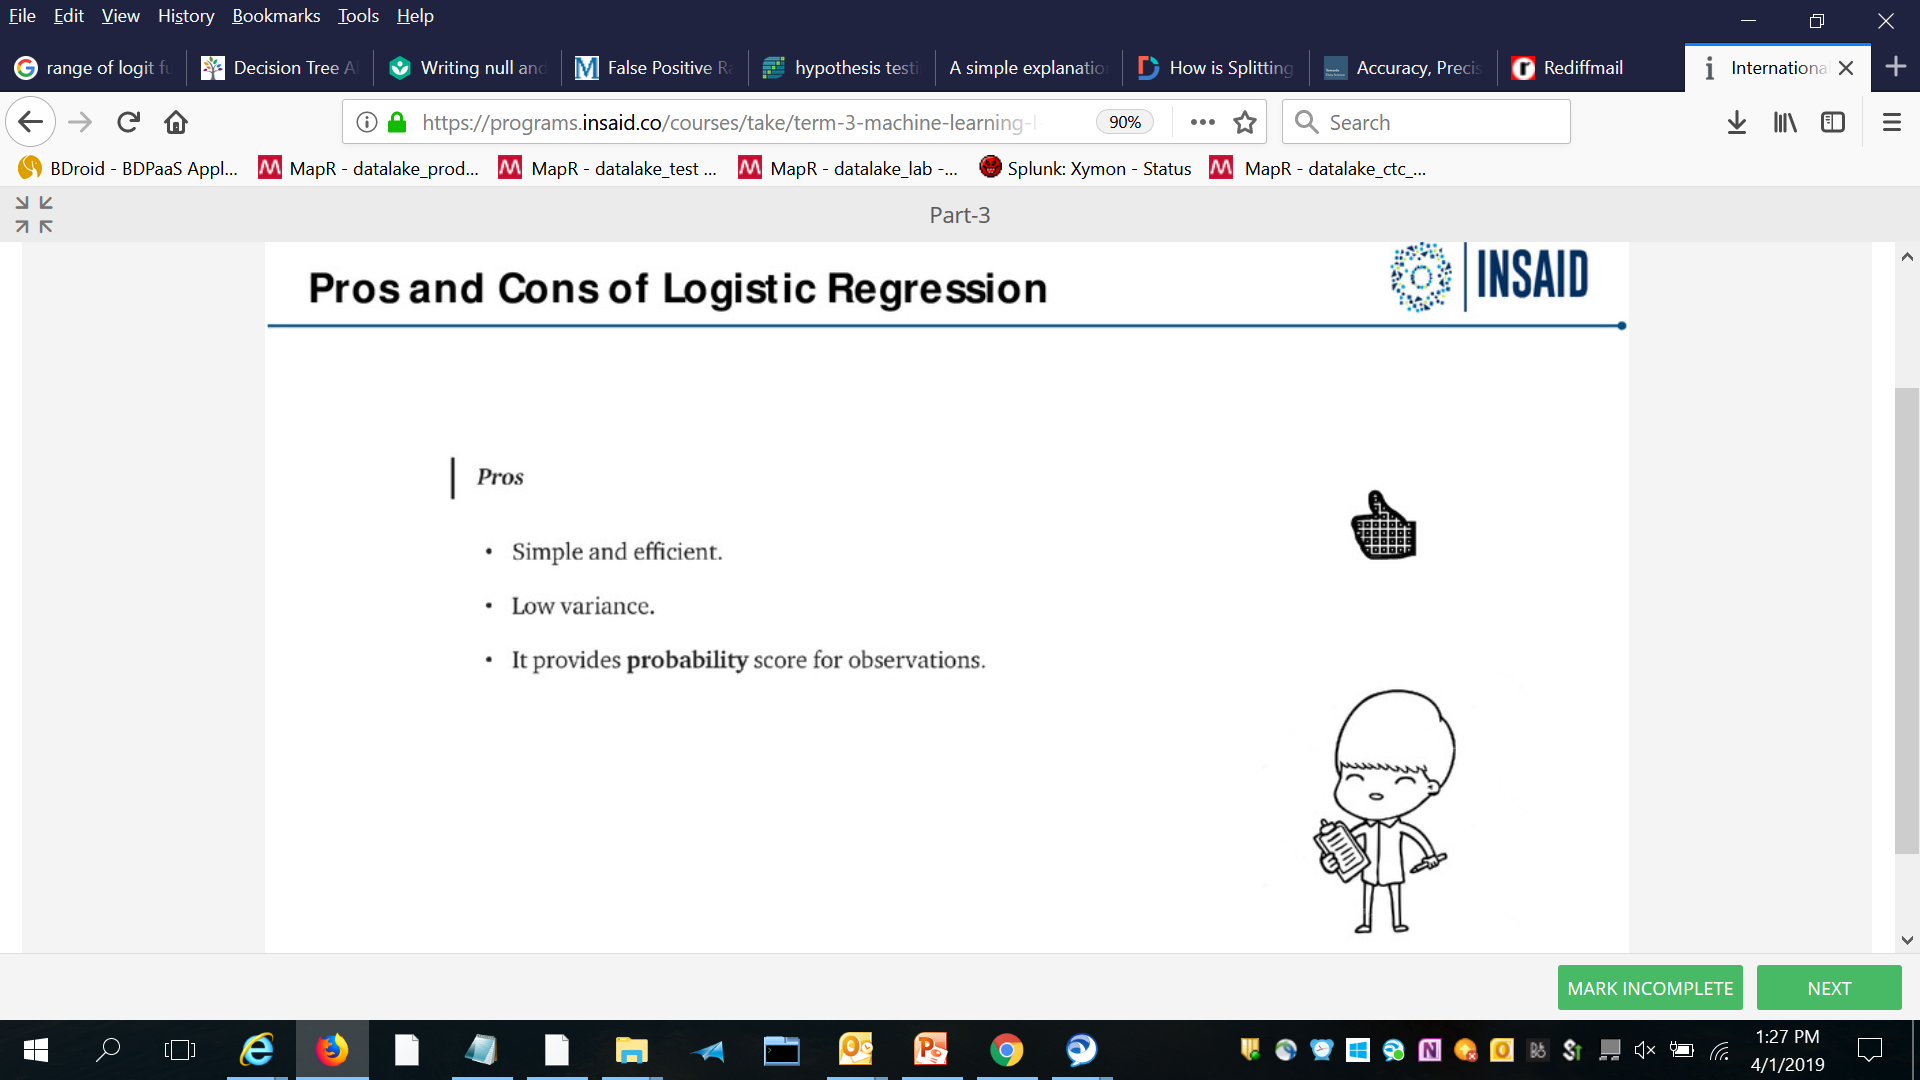 File Edit View History Bookmarks Tools Help
range of logit fu
Decision Tree Al
Writing null and
False Positive Ra
hypothesis testi
A simple explanatio
How is Splitting
Accuracy, Precis
Rediffmail
Internationa
https://programs.insaid.co/courses/take/term-3-machine-learning-l
90%
Search
BDroid - BDPaaS Appl...
MapR - datalake_prod...
MapR - datalake_test ...
MapR - datalake_lab -...
Splunk: Xymon - Status
MapR - datalake_ctc_...
Part-3
Pros and Cons of Logistic Regression
INSAID
Pros
• Simple and efficient.
• Low variance.
• It provides probability score for observations.
MARK INCOMPLETE
NEXT
1:27 PM
4/1/2019